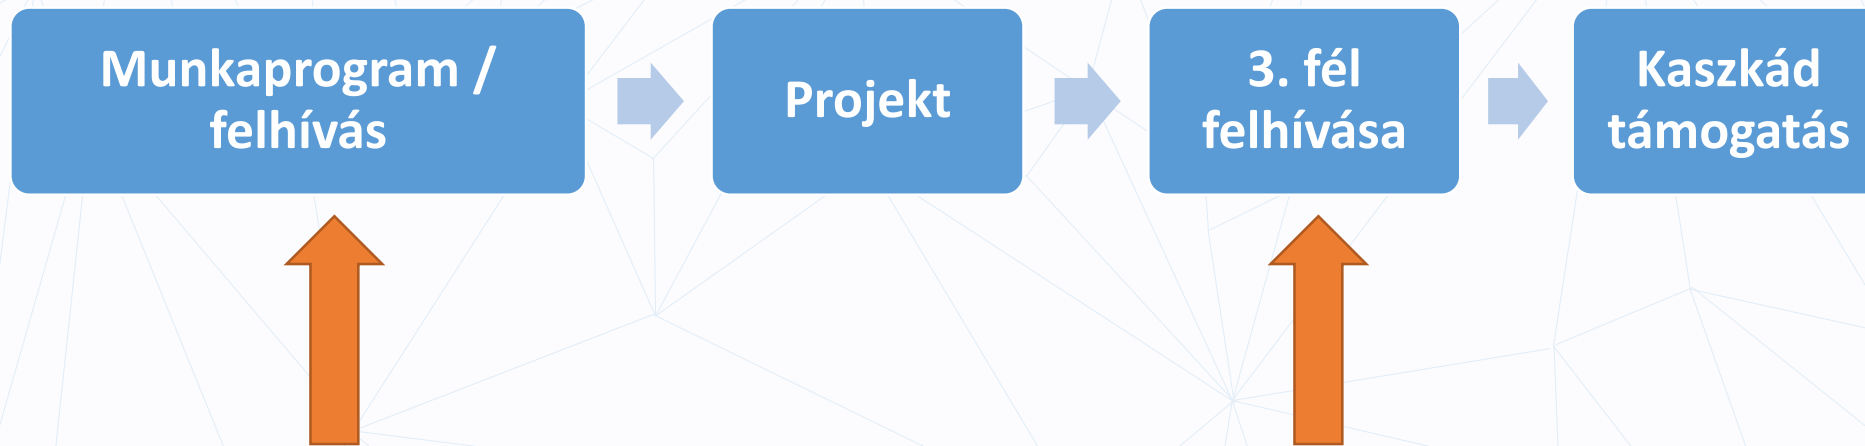 Munkaprogram /
felhívás
Projekt
3. fél
felhívása
Kaszkád
támogatás